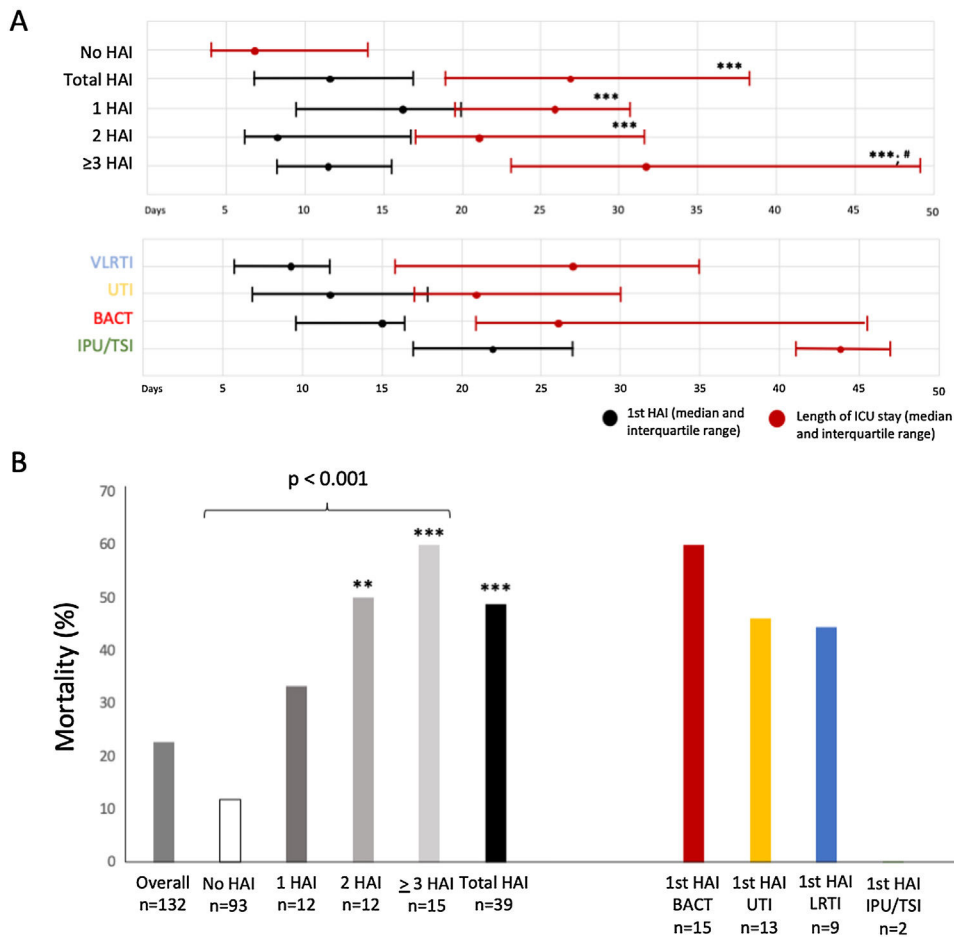 A
No HAI
Total HAI
***
1 HAI
***
2 HAI
***
≥3 HAI
***; #
Days 5 10 15 20 25 30 35 40 45 50
VLRTI
UTI
BACT
IPU/TSI
Days 5 10 15 20 25 30 35 40 45 50
1st HAI (median and
interquartile range)
Length of ICU stay (median
and interquartile range)
B
p < 0.001
Mortality (%)
70
60
50
40
30
20
10
0
**
***
***
Overall
n=132
No HAI
n=93
1 HAI
n=12
2 HAI
n=12
≥ 3 HAI
n=15
Total HAI
n=39
1st HAI
BACT
n=15
1st HAI
UTI
n=13
1st HAI
LRTI
n=9
1st HAI
IPU/TSI
n=2